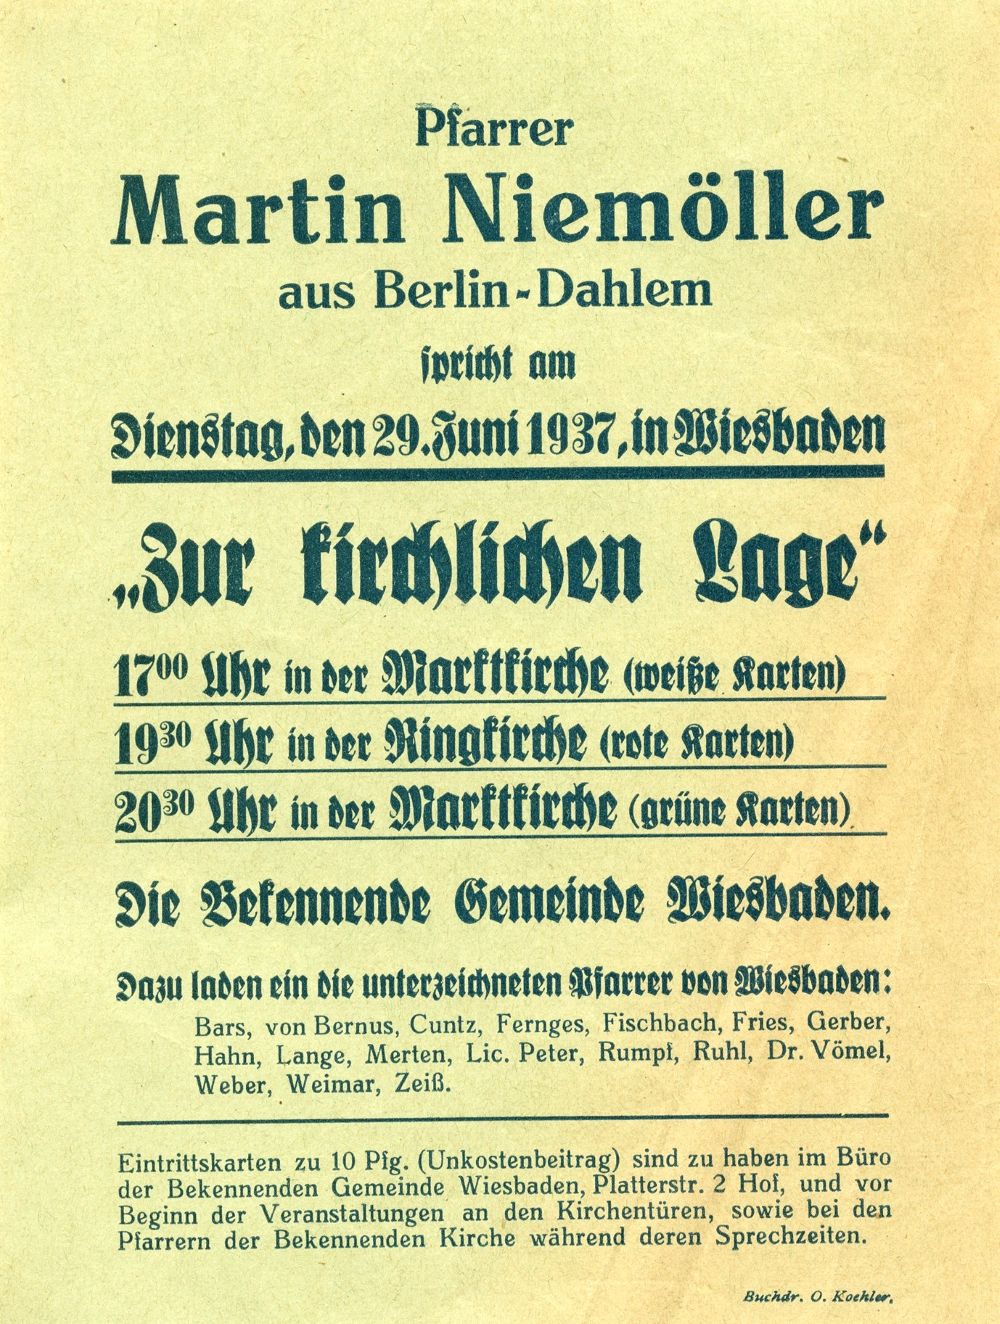 Pfarrer
Martin Niemöller
aus Berlin-Dahlem
spricht am
Dienstag, den 29. Juni 1937, in Wiesbaden
„Zur kirchlichen Lage“
17⁰⁰ Uhr in der Marktkirche (weiße Karten)
19³⁰ Uhr in der Ringkirche (rote Karten)
20³⁰ Uhr in der Marktkirche (grüne Karten)
Die Bekennende Gemeinde Wiesbaden.
Dazu laden ein die unterzeichneten Pfarrer von Wiesbaden:
Bars, von Bernus, Cuntz, Fernges, Fischbach, Fries, Gerber,
Hahn, Lange, Merten, Lic. Peter, Rumpf, Ruhl, Dr. Vömel,
Weber, Weimar, Zeiß.
Eintrittskarten zu 10 Pfg. (Unkostenbeitrag) sind zu haben im Büro
der Bekennenden Gemeinde Wiesbaden, Platterstr. 2 Hof, und vor
Beginn der Veranstaltungen an den Kirchentüren, sowie bei den
Pfarrern der Bekennenden Kirche während deren Sprechzeiten.
Buchdr. O. Koehler.